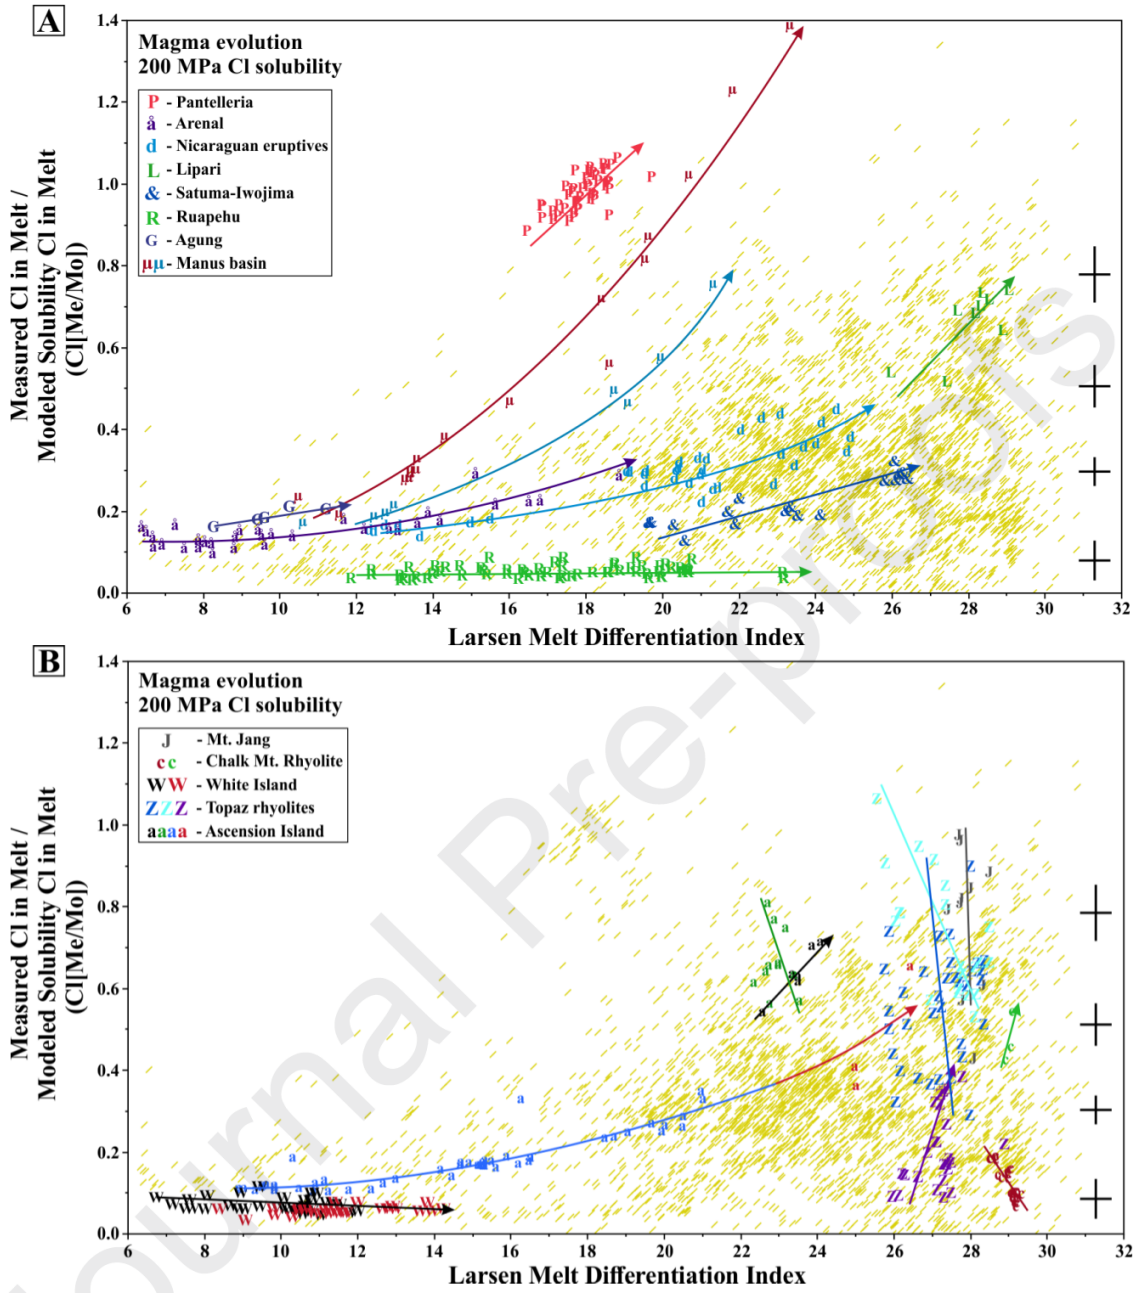 A
Magma evolution
200 MPa Cl solubility
P - Pantelleria
å - Arenal
d - Nicaraguan eruptives
L - Lipari
& - Satuma-Iwojima
R - Ruapehu
G - Agung
µµ - Manus basin
Measured Cl in Melt /
Modeled Solubility Cl in Melt
(Cl[Me/Mo])
1.4
1.2
1.0
0.8
0.6
0.4
0.2
0.0
6 8 10 12 14 16 18 20 22 24 26 28 30 32
Larsen Melt Differentiation Index
B
Magma evolution
200 MPa Cl solubility
J - Mt. Jang
c c - Chalk Mt. Rhyolite
WW - White Island
ZZZ - Topaz rhyolites
aaaa - Ascension Island
Measured Cl in Melt /
Modeled Solubility Cl in Melt
(Cl[Me/Mo])
1.4
1.2
1.0
0.8
0.6
0.4
0.2
0.0
6 8 10 12 14 16 18 20 22 24 26 28 30 32
Larsen Melt Differentiation Index
Journal Pre-proofs